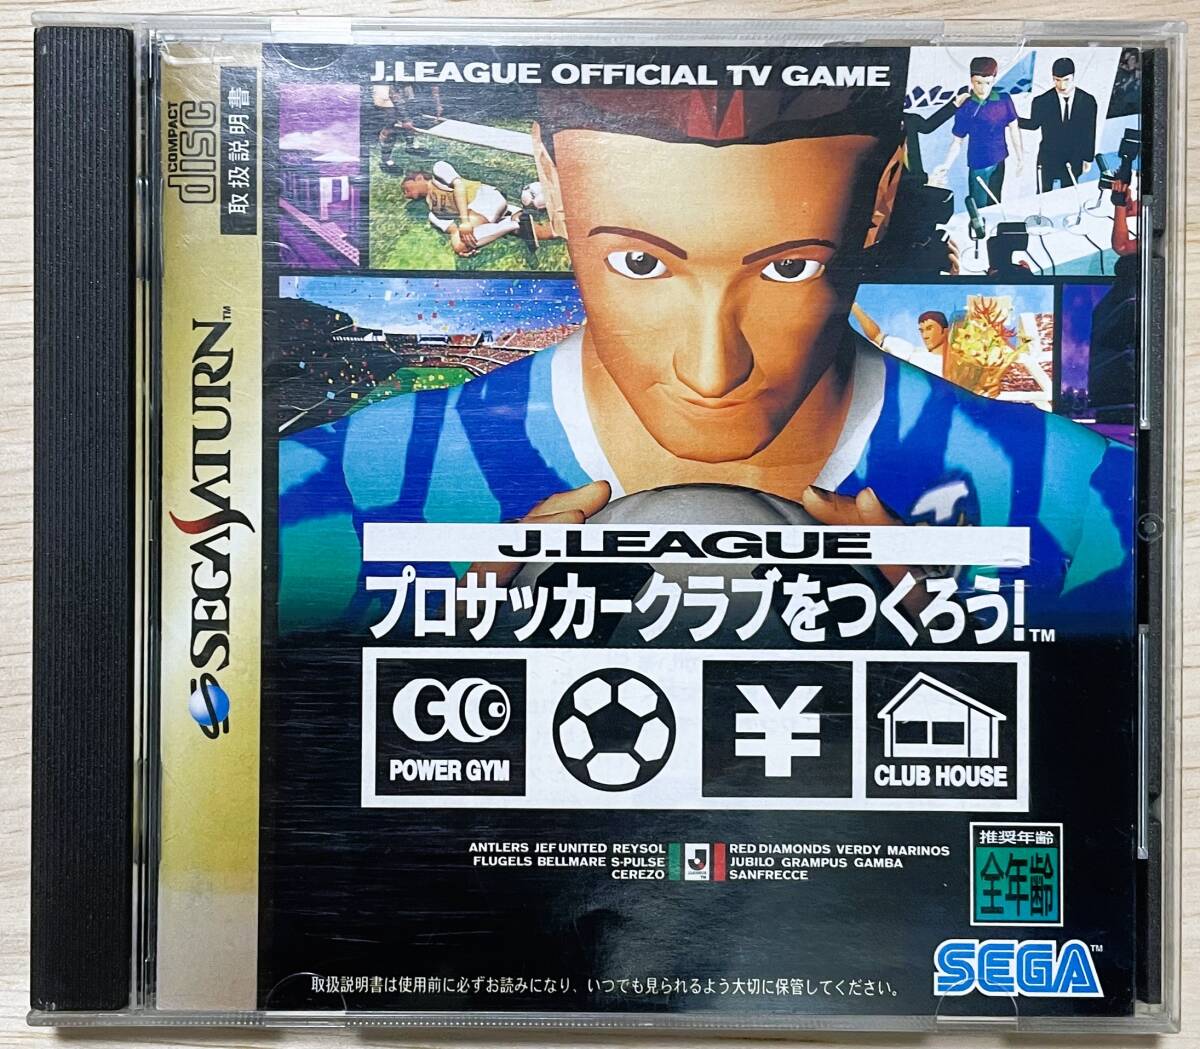 J.LEAGUE OFFICIAL TV GAME
COMPACT
disc
取扱説明書
SEGA SATURN™
J.LEAGUE
プロサッカークラブをつくろう!™
POWER GYM
¥
CLUB HOUSE
ANTLERS JEF UNITED REYSOL
FLUGELS BELLMARE S-PULSE
CEREZO
J.LEAGUE
TM
RED DIAMONDS VERDY MARINOS
JUBILO GRAMPUS GAMBA
SANFRECCE
推奨年齢
全年齢
SEGA™
取扱説明書は使用前に必ずお読みになり、いつでも見られるよう大切に保管してください。